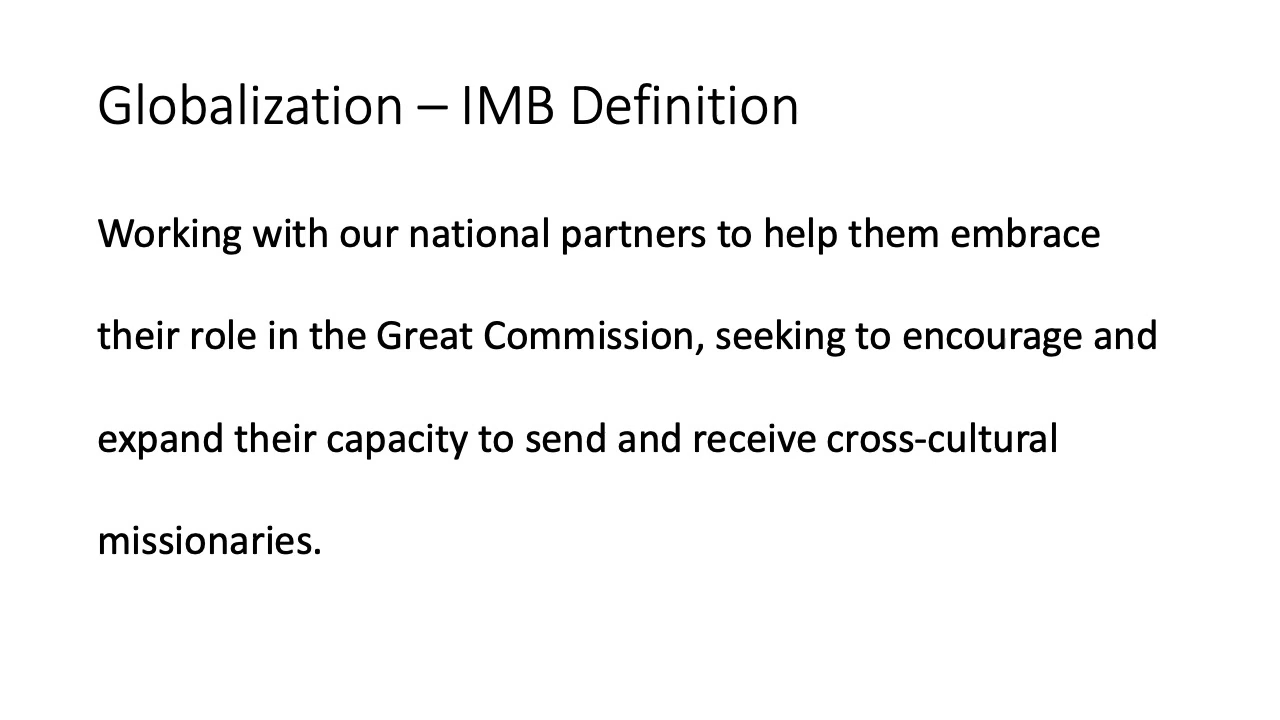 Globalization – IMB Definition
Working with our national partners to help them embrace
their role in the Great Commission, seeking to encourage and
expand their capacity to send and receive cross-cultural
missionaries.